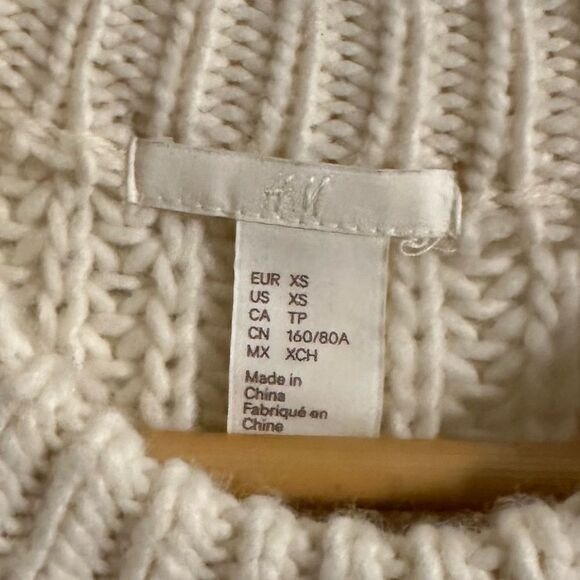 H&M
EUR XS
US XS
CA TP
CN 160/80A
MX XCH
Made in
China
Fabriqué en
Chine